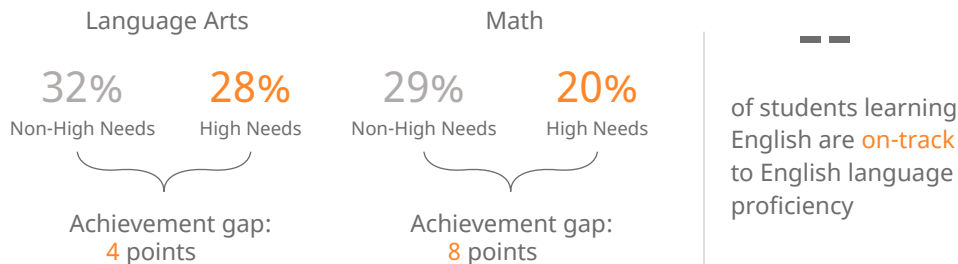 Language Arts
32% 28%
Non-High Needs High Needs
Achievement gap:
4 points
Math
29% 20%
Non-High Needs High Needs
Achievement gap:
8 points
--
of students learning
English are on-track
to English language
proficiency